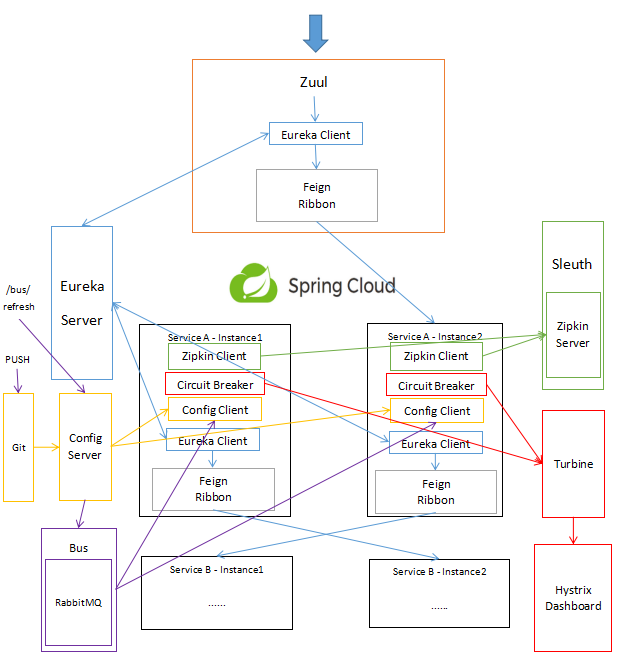 Zuul
Eureka Client
Feign
Ribbon
Eureka
Server
/bus/
refresh
PUSH
Git
Config
Server
Bus
RabbitMQ
Spring Cloud
Service A - Instance1
Zipkin Client
Circuit Breaker
Config Client
Eureka Client
Feign
Ribbon
Service A - Instance2
Zipkin Client
Circuit Breaker
Config Client
Eureka Client
Feign
Ribbon
Service B - Instance1
......
Service B - Instance2
......
Sleuth
Zipkin
Server
Turbine
Hystrix
Dashboard